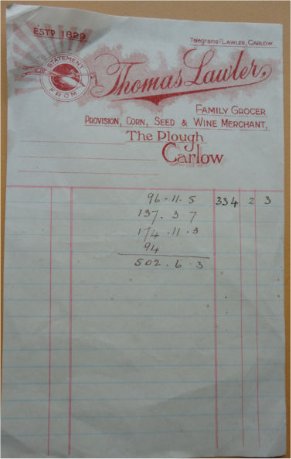 ESTD. 1829
Telegrams: LAWLER, CARLOW
STATEMENT
FROM
Thomas Lawler,
FAMILY GROCER
PROVISION, CORN, SEED & WINE MERCHANT,
The Plough
Carlow
96 - 11. 5 334 2 3
137. 3 7
174 - 11. 3
94
502. 6. 3